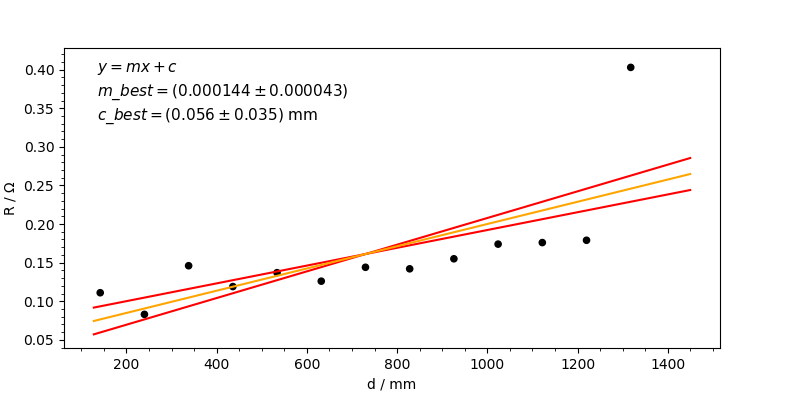 y = mx + c
m_best = (0.000144 ± 0.000043)
c_best = (0.056 ± 0.035) mm
0.40
0.35
0.30
0.25
0.20
0.15
0.10
0.05
R / Ω
200 400 600 800 1000 1200 1400
d / mm